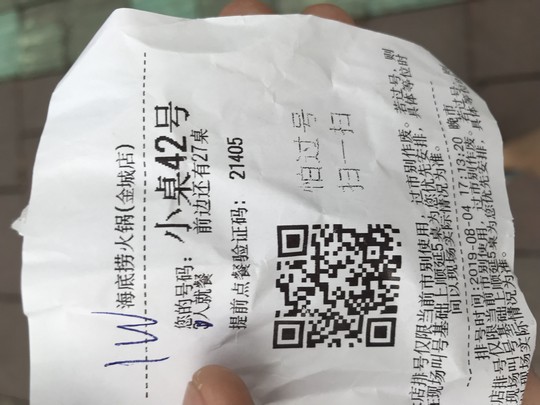 1W
海底捞火锅(金城店)
您的号码: 小桌42号
人就餐 前边还有27桌
提前点餐验证码: 21405
怕过号
扫一扫
店排号仅限当前市别使用，过市别作废。若过号，则
现场叫号基础上顺延5桌为您优先安排，具体等位时
间以现场实际情况为准。
排号时间:2019-08-04 17:13:20 晚市
店排号仅限当前市别使用，过市别作废。若过号，
现场叫号基础上顺延5桌为您优先安排，具体等
以现场实际情况为准。